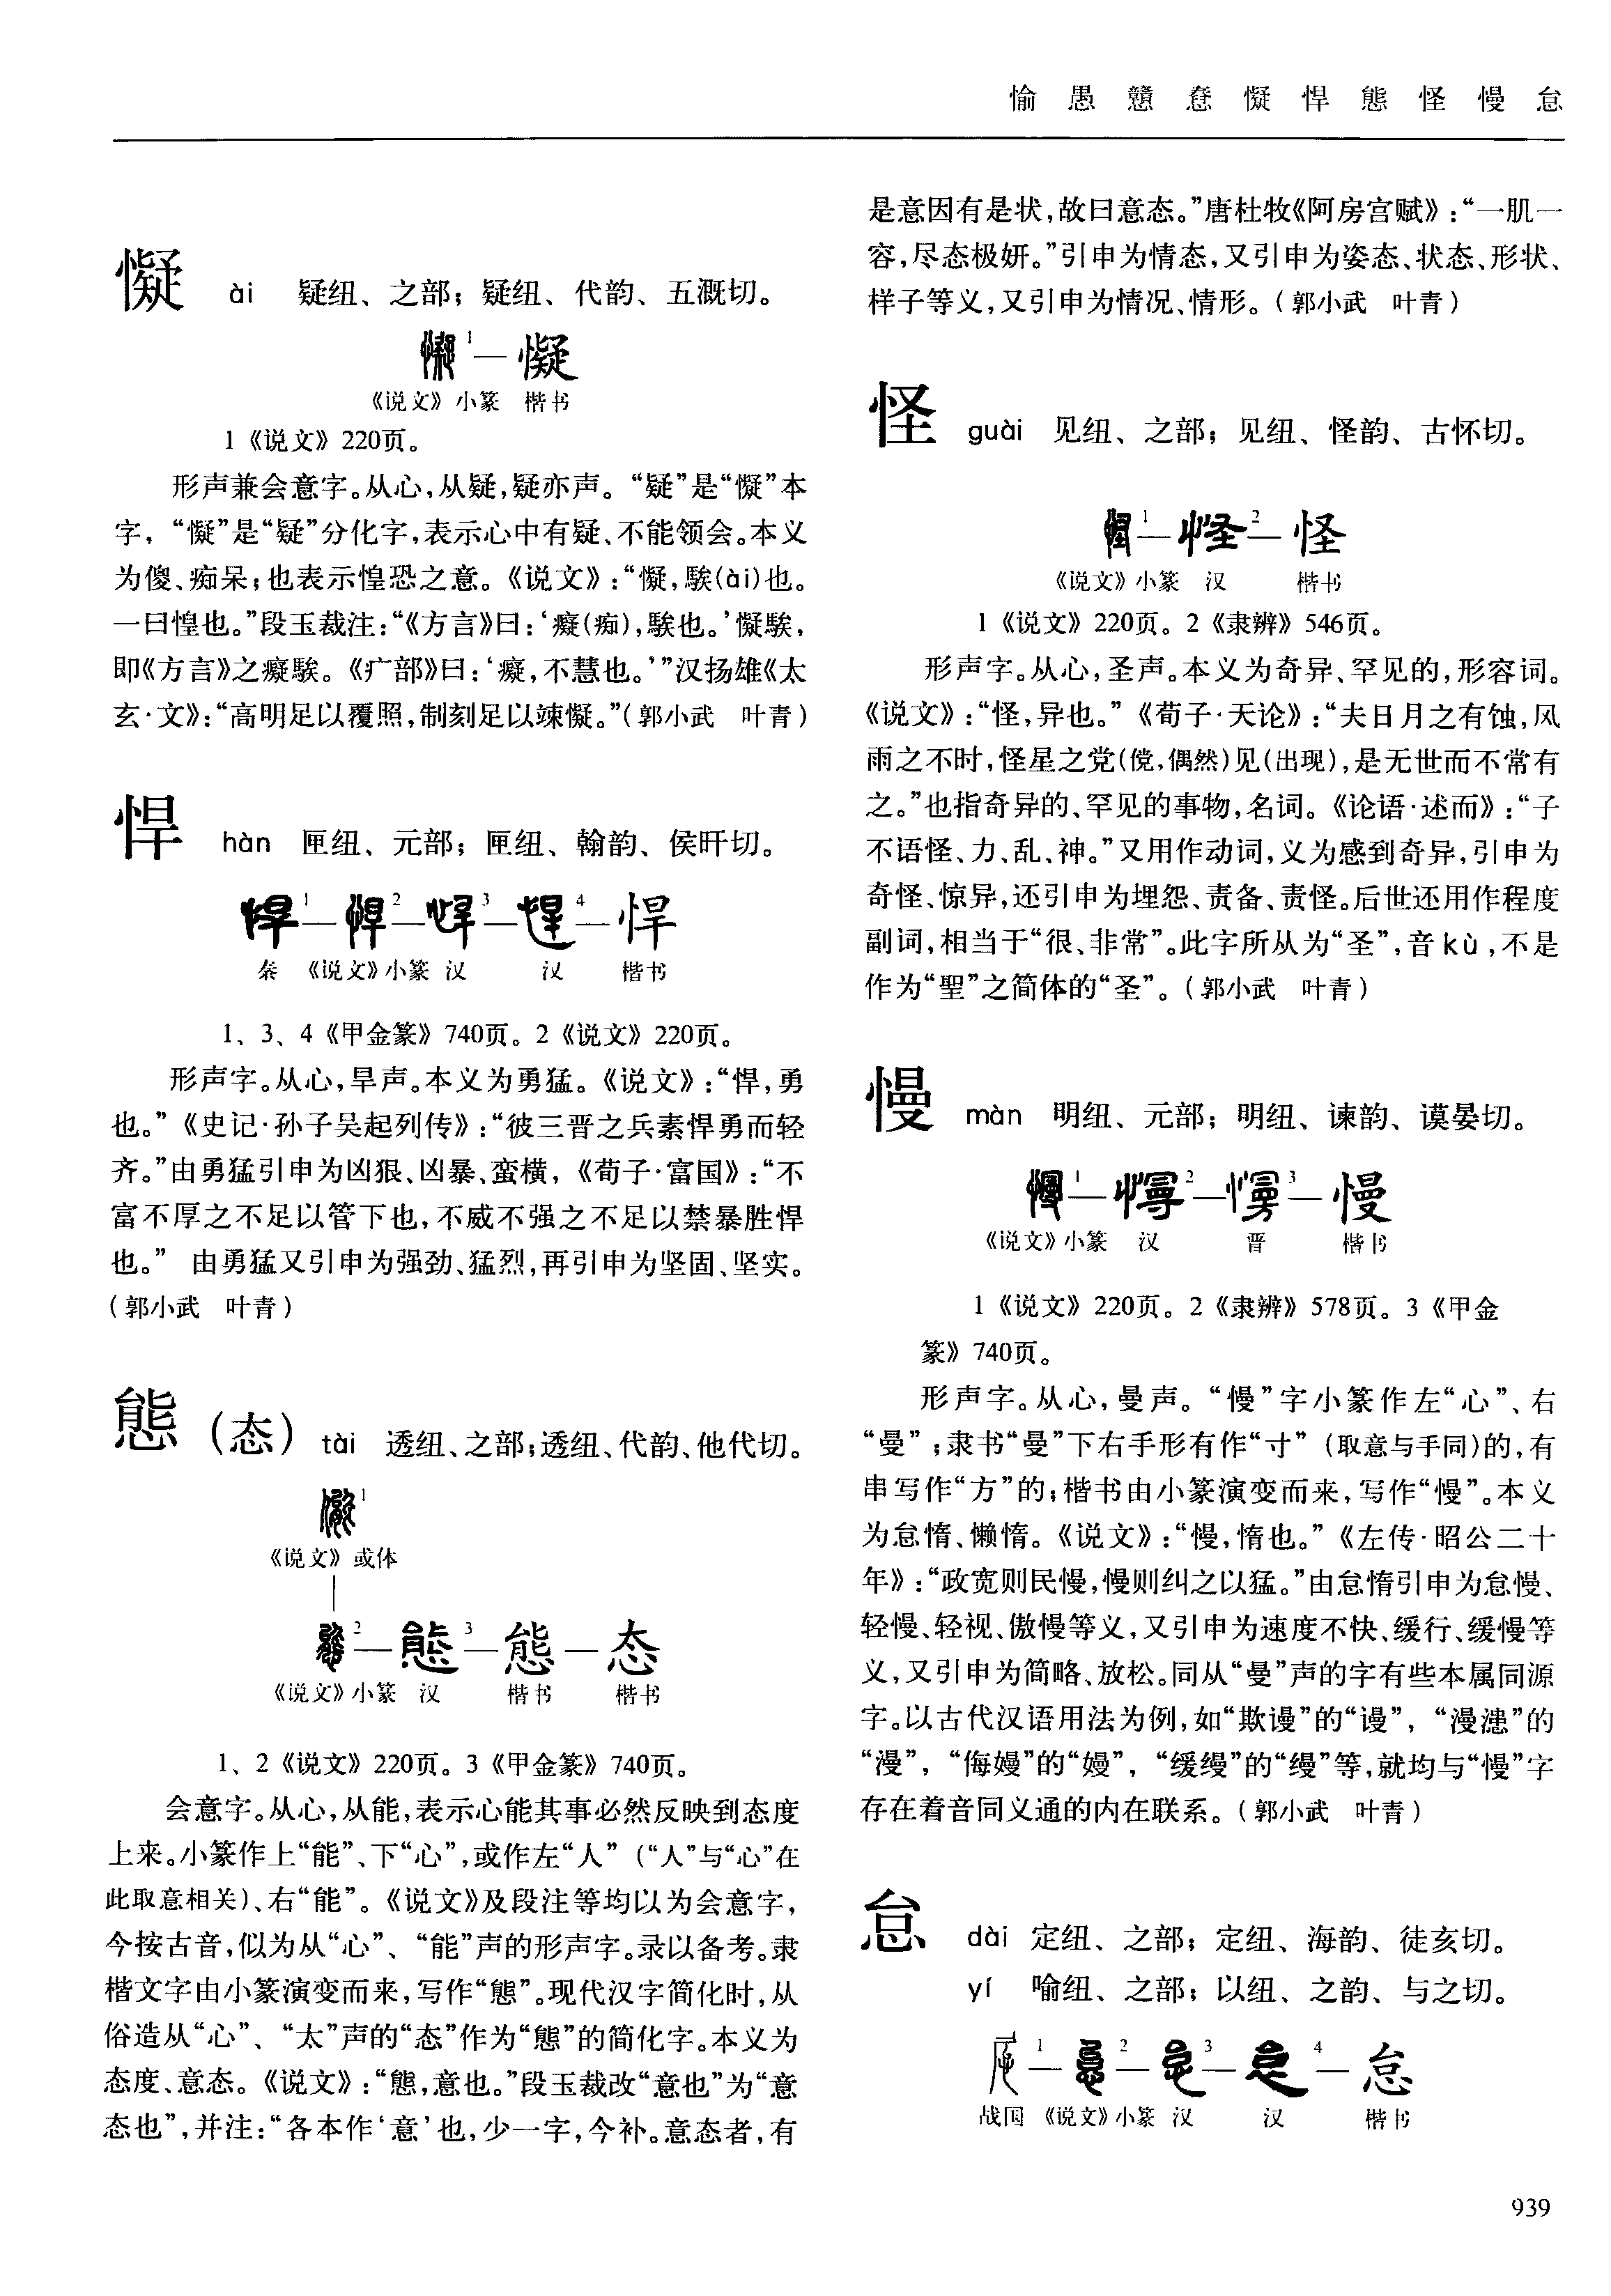 愉 愚 戆 惷 懝 悍 態 怪 慢 怠
懝 ài 疑纽、之部；疑纽、代韵、五溉切。
1 — 懝
《说文》小篆 楷书
1《说文》220页。
形声兼会意字。从心，从疑，疑亦声。“疑”是“懝”本
字，“懝”是“疑”分化字，表示心中有疑、不能领会。本义
为傻、痴呆；也表示惶恐之意。《说文》：“懝，騃(ài)也。
一曰惶也。”段玉裁注：“《方言》曰：‘癡(痴)，騃也。’懝騃，
即《方言》之癡騃。《疒部》曰：‘癡，不慧也。’”汉扬雄《太
玄·文》：“高明足以覆照，制刻足以竦懝。”（郭小武 叶青）
悍 hàn 匣纽、元部；匣纽、翰韵、侯旰切。
1 — 2 — 3 — 4 — 悍
秦 《说文》小篆 汉 汉 楷书
1、3、4《甲金篆》740页。2《说文》220页。
形声字。从心，旱声。本义为勇猛。《说文》：“悍，勇
也。”《史记·孙子吴起列传》：“彼三晋之兵素悍勇而轻
齐。”由勇猛引申为凶狠、凶暴、蛮横，《荀子·富国》：“不
富不厚之不足以管下也，不威不强之不足以禁暴胜悍
也。” 由勇猛又引申为强劲、猛烈，再引申为坚固、坚实。
（郭小武 叶青）
態（态） tài 透纽、之部；透纽、代韵、他代切。
1
《说文》或体
2 — 3 — 態 — 态
《说文》小篆 汉 楷书 楷书
1、2《说文》220页。3《甲金篆》740页。
会意字。从心，从能，表示心能其事必然反映到态度
上来。小篆作上“能”、下“心”，或作左“人”（“人”与“心”在
此取意相关）、右“能”。《说文》及段注等均以为会意字，
今按古音，似为从“心”、“能”声的形声字。录以备考。隶
楷文字由小篆演变而来，写作“態”。现代汉字简化时，从
俗造从“心”、“太”声的“态”作为“態”的简化字。本义为
态度、意态。《说文》：“態，意也。”段玉裁改“意也”为“意
态也”，并注：“各本作‘意’也，少一字，今补。意态者，有
是意因有是状，故曰意态。”唐杜牧《阿房宫赋》：“一肌一
容，尽态极妍。”引申为情态，又引申为姿态、状态、形状、
样子等义，又引申为情况、情形。（郭小武 叶青）
怪 guài 见纽、之部；见纽、怪韵、古怀切。
1 — 2 — 怪
《说文》小篆 汉 楷书
1《说文》220页。2《隶辨》546页。
形声字。从心，圣声。本义为奇异、罕见的，形容词。
《说文》：“怪，异也。”《荀子·天论》：“夫日月之有蚀，风
雨之不时，怪星之党(傥，偶然)见(出现)，是无世而不常有
之。”也指奇异的、罕见的事物，名词。《论语·述而》：“子
不语怪、力、乱、神。”又用作动词，义为感到奇异，引申为
奇怪、惊异，还引申为埋怨、责备、责怪。后世还用作程度
副词，相当于“很、非常”。此字所从为“圣”，音kù，不是
作为“聖”之简体的“圣”。（郭小武 叶青）
慢 màn 明纽、元部；明纽、谏韵、谟晏切。
1 — 2 — 3 — 慢
《说文》小篆 汉 晋 楷书
1《说文》220页。2《隶辨》578页。3《甲金
篆》740页。
形声字。从心，曼声。“慢”字小篆作左“心”、右
“曼”；隶书“曼”下右手形有作“寸”（取意与手同）的，有
串写作“方”的；楷书由小篆演变而来，写作“慢”。本义
为怠惰、懒惰。《说文》：“慢，惰也。”《左传·昭公二十
年》：“政宽则民慢，慢则纠之以猛。”由怠惰引申为怠慢、
轻慢、轻视、傲慢等义，又引申为速度不快、缓行、缓慢等
义，又引申为简略、放松。同从“曼”声的字有些本属同源
字。以古代汉语用法为例，如“欺谩”的“谩”，“漫漶”的
“漫”，“侮嫚”的“嫚”，“缓缦”的“缦”等，就均与“慢”字
存在着音同义通的内在联系。（郭小武 叶青）
怠 dài 定纽、之部；定纽、海韵、徒亥切。
yí 喻纽、之部；以纽、之韵、与之切。
1 — 2 — 3 — 4 — 怠
战国 《说文》小篆 汉 汉 楷书
939